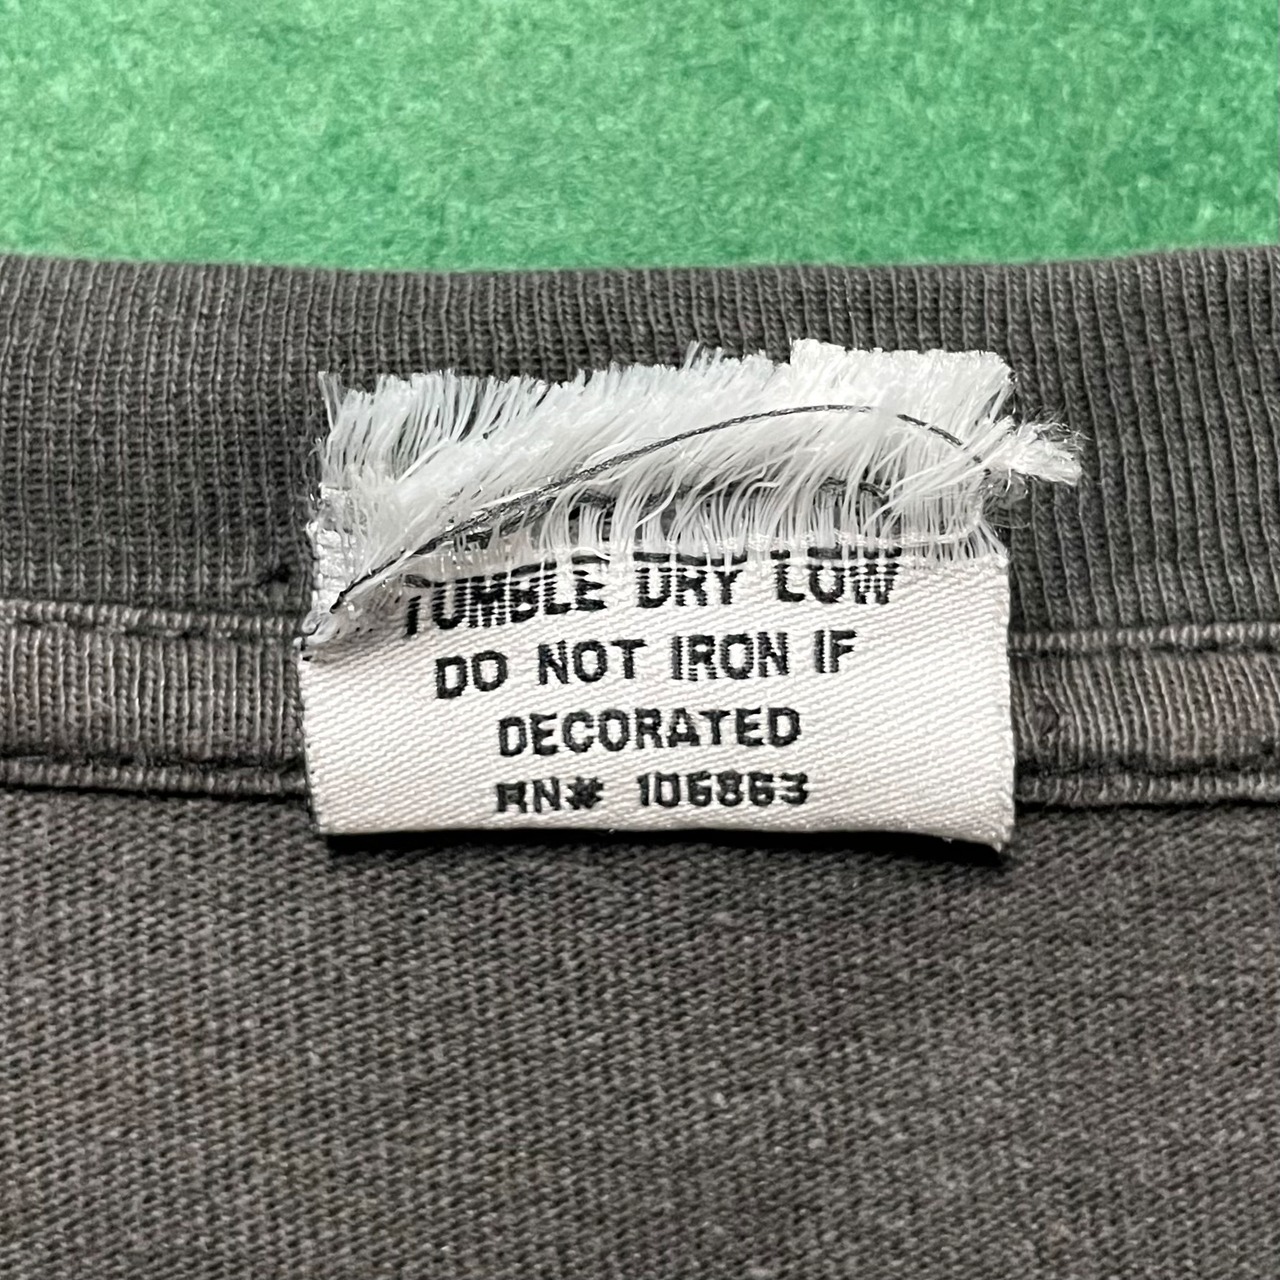 TUMBLE DRY LOW
DO NOT IRON IF
DECORATED
RN# 106863